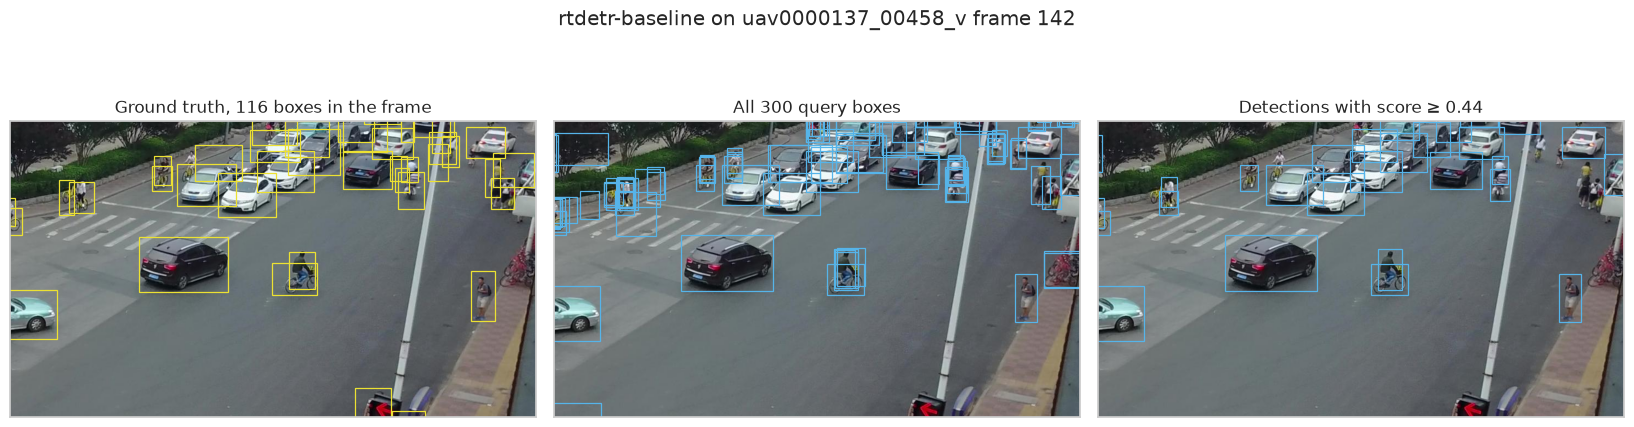 rtdetr-baseline on uav0000137_00458_v frame 142
Ground truth, 116 boxes in the frame
All 300 query boxes
Detections with score ≥ 0.44